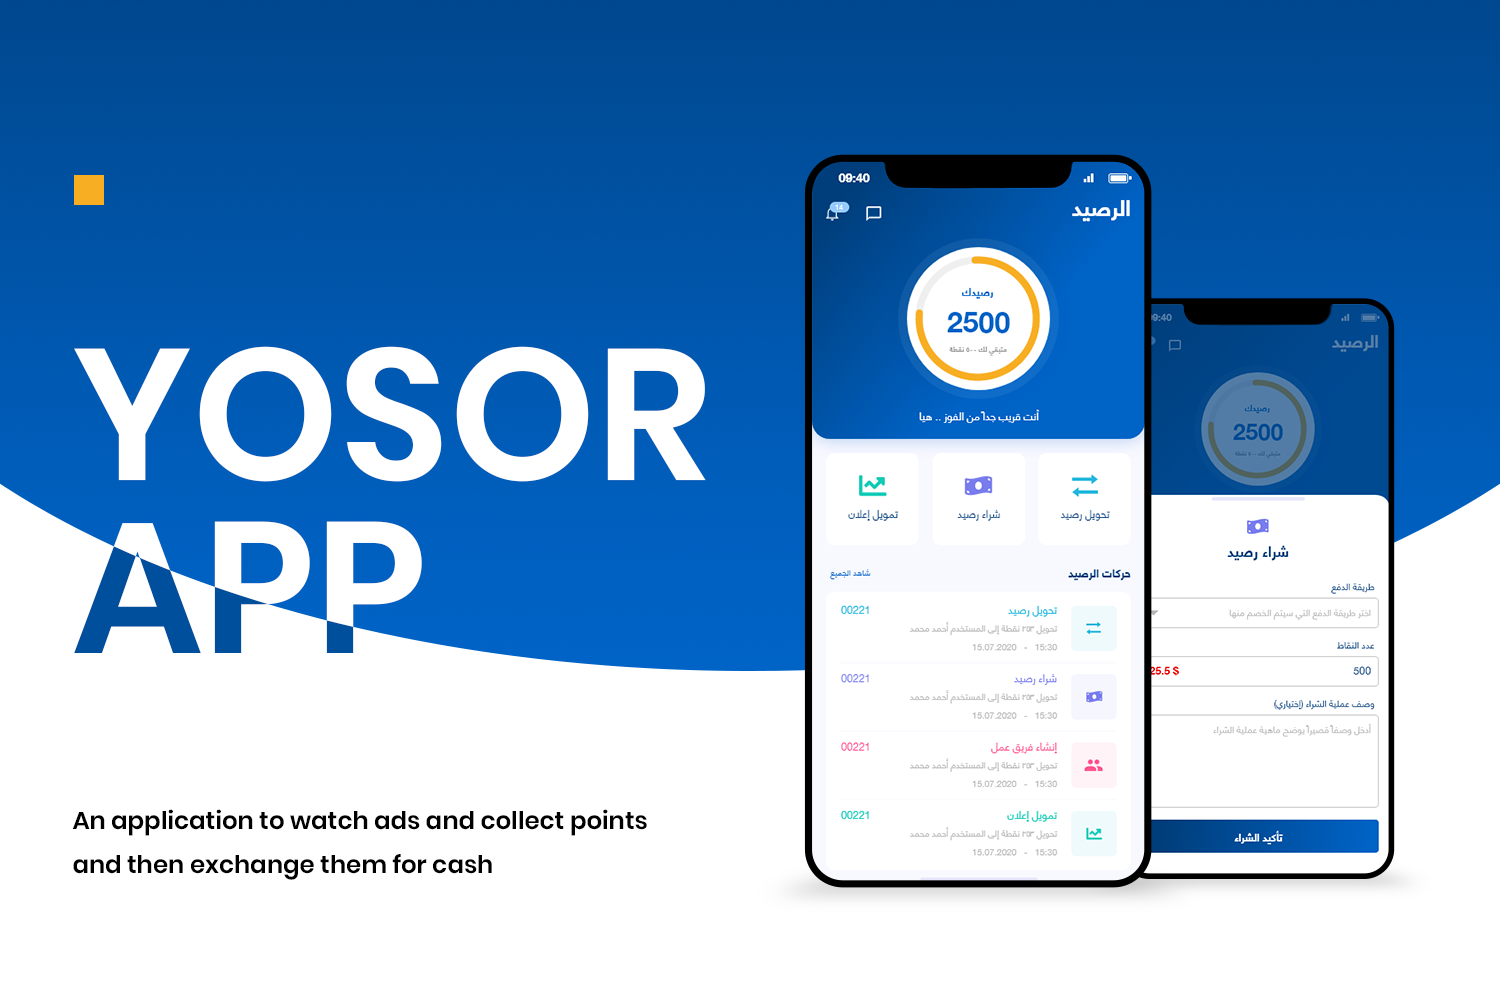 YOSOR
APP
An application to watch ads and collect points
and then exchange them for cash
09:40
14
الرصيد
رصيدك
2500
متبقي لك ٥٠٠ نقطة
أنت قريب جداً من الفوز .. هيا
تحويل رصيد
شراء رصيد
تمويل إعلان
حركات الرصيد
شاهد الجميع
تحويل رصيد
00221
تحويل ٢٥٣ نقطة إلى المستخدم أحمد محمد
15.07.2020 - 15:30
شراء رصيد
00221
تحويل ٢٥٣ نقطة إلى المستخدم أحمد محمد
15.07.2020 - 15:30
إنشاء فريق عمل
00221
تحويل ٢٥٣ نقطة إلى المستخدم أحمد محمد
15.07.2020 - 15:30
تمويل إعلان
00221
تحويل ٢٥٣ نقطة إلى المستخدم أحمد محمد
15.07.2020 - 15:30
09:40
الرصيد
رصيدك
2500
متبقي لك ٥٠٠ نقطة
شراء رصيد
طريقة الدفع
اختر طريقة الدفع التي سيتم الخصم منها
عدد النقاط
500
25.5 $
وصف عملية الشراء (إختياري)
أدخل وصفاً قصيراً يوضح ماهية عملية الشراء
تأكيد الشراء